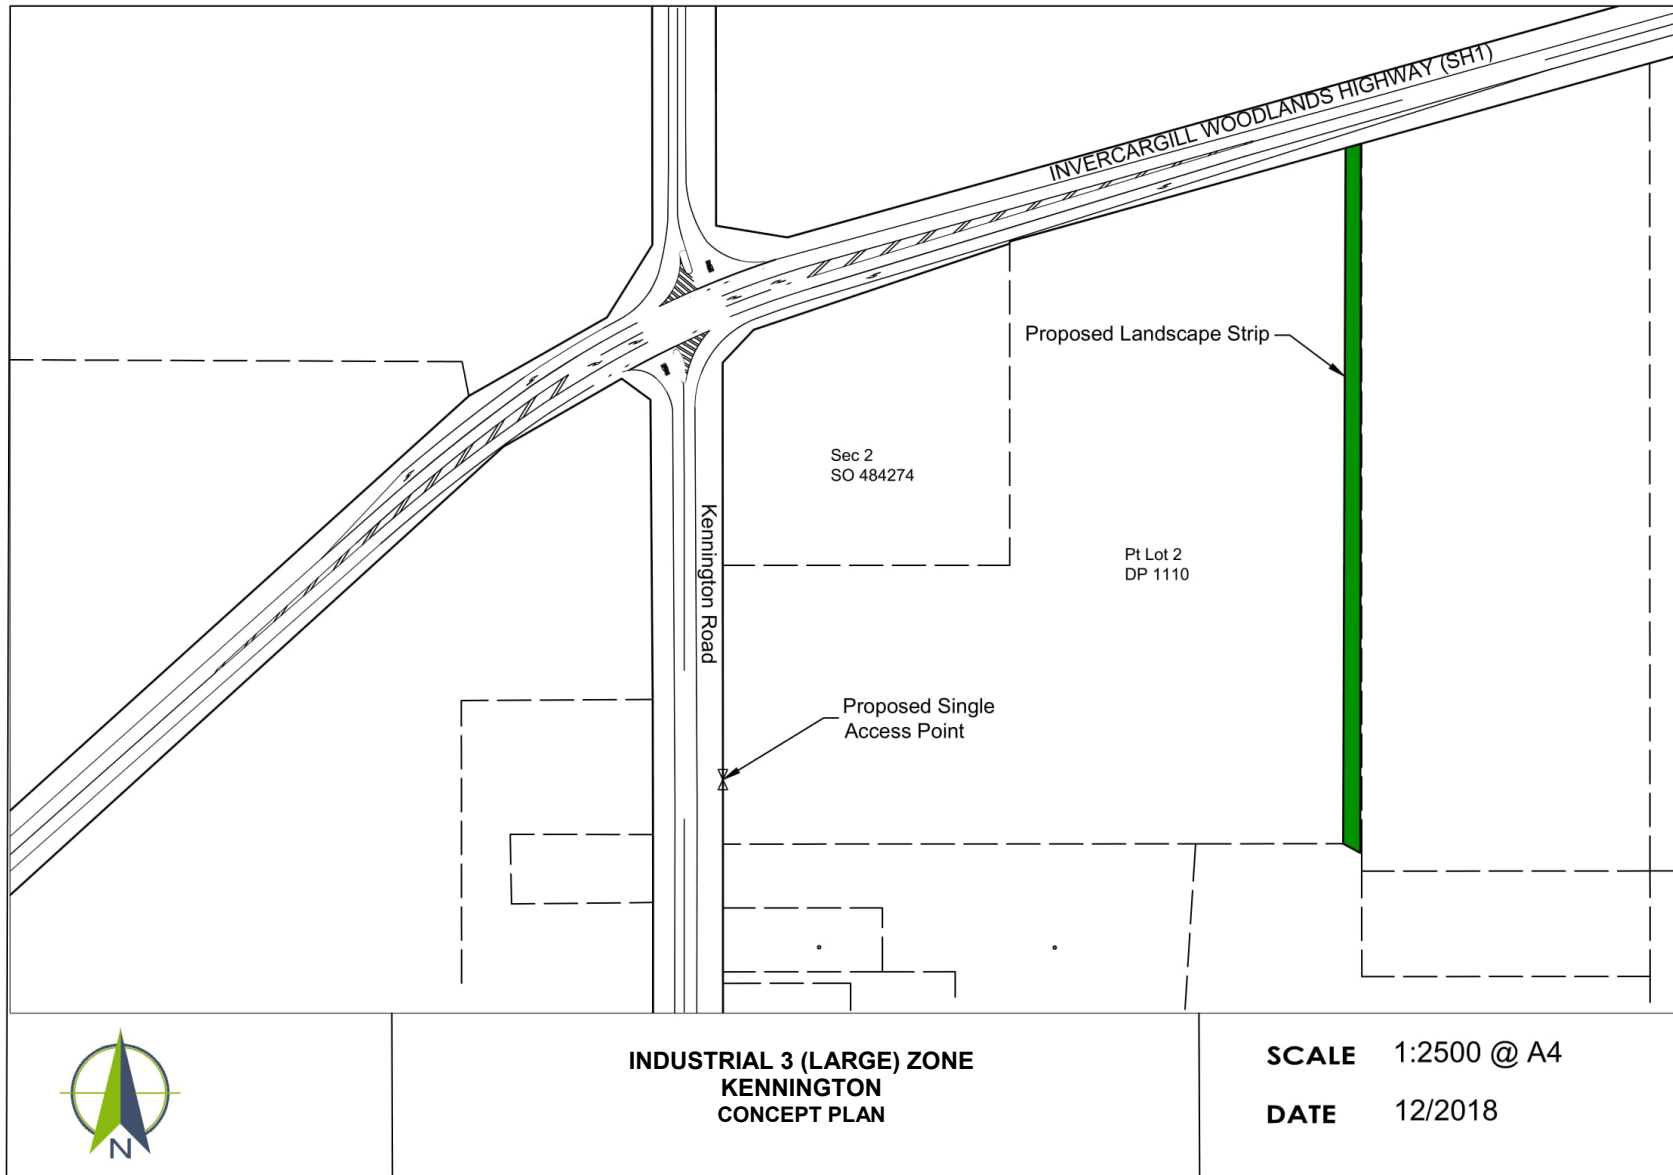 INVERCARGILL WOODLANDS HIGHWAY (SH1)
Proposed Landscape Strip
Sec 2
SO 484274
Kennington Road
Pt Lot 2
DP 1110
Proposed Single
Access Point
N
INDUSTRIAL 3 (LARGE) ZONE
KENNINGTON
CONCEPT PLAN
SCALE 1:2500 @ A4
DATE 12/2018